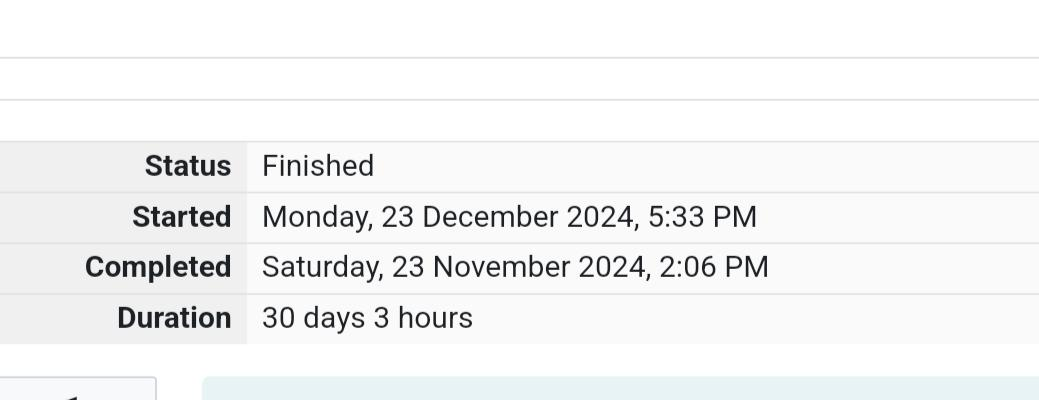 Status Finished
Started Monday, 23 December 2024, 5:33 PM
Completed Saturday, 23 November 2024, 2:06 PM
Duration 30 days 3 hours